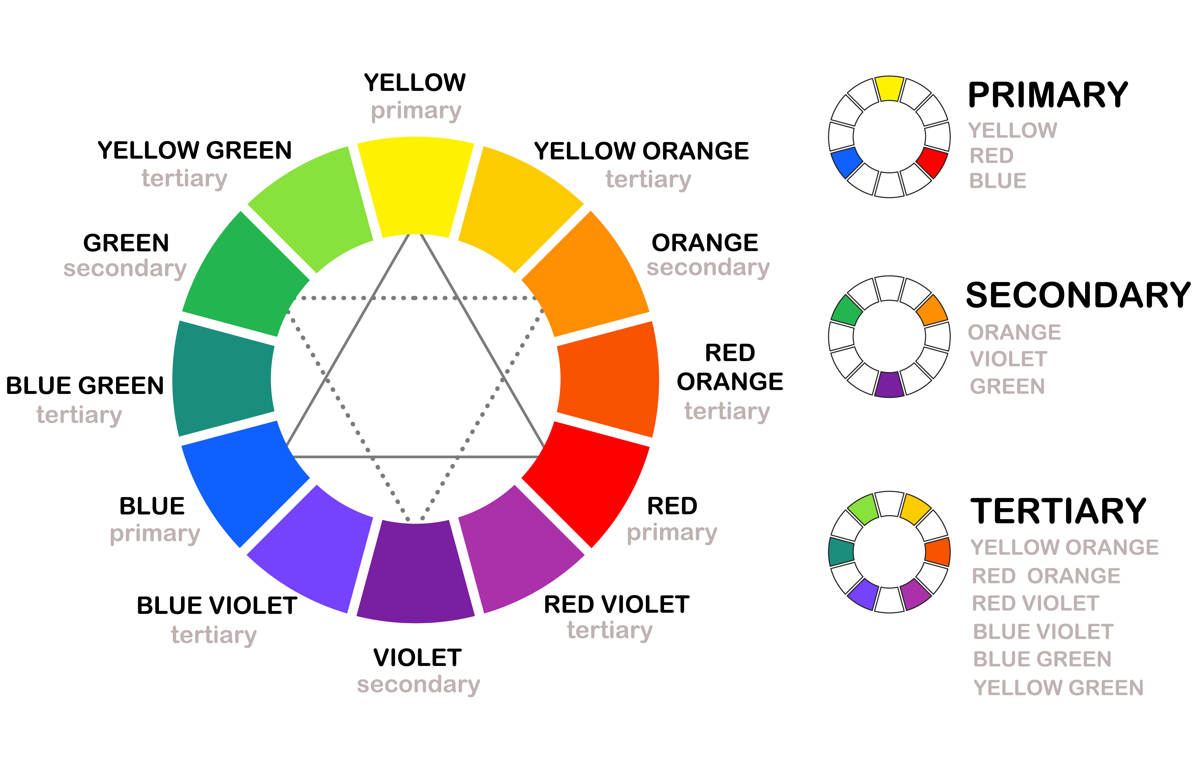 YELLOW
primary
YELLOW GREEN
tertiary
YELLOW ORANGE
tertiary
GREEN
secondary
ORANGE
secondary
BLUE GREEN
tertiary
RED
ORANGE
tertiary
BLUE
primary
RED
primary
BLUE VIOLET
tertiary
RED VIOLET
tertiary
VIOLET
secondary
PRIMARY
YELLOW
RED
BLUE
SECONDARY
ORANGE
VIOLET
GREEN
TERTIARY
YELLOW ORANGE
RED ORANGE
RED VIOLET
BLUE VIOLET
BLUE GREEN
YELLOW GREEN